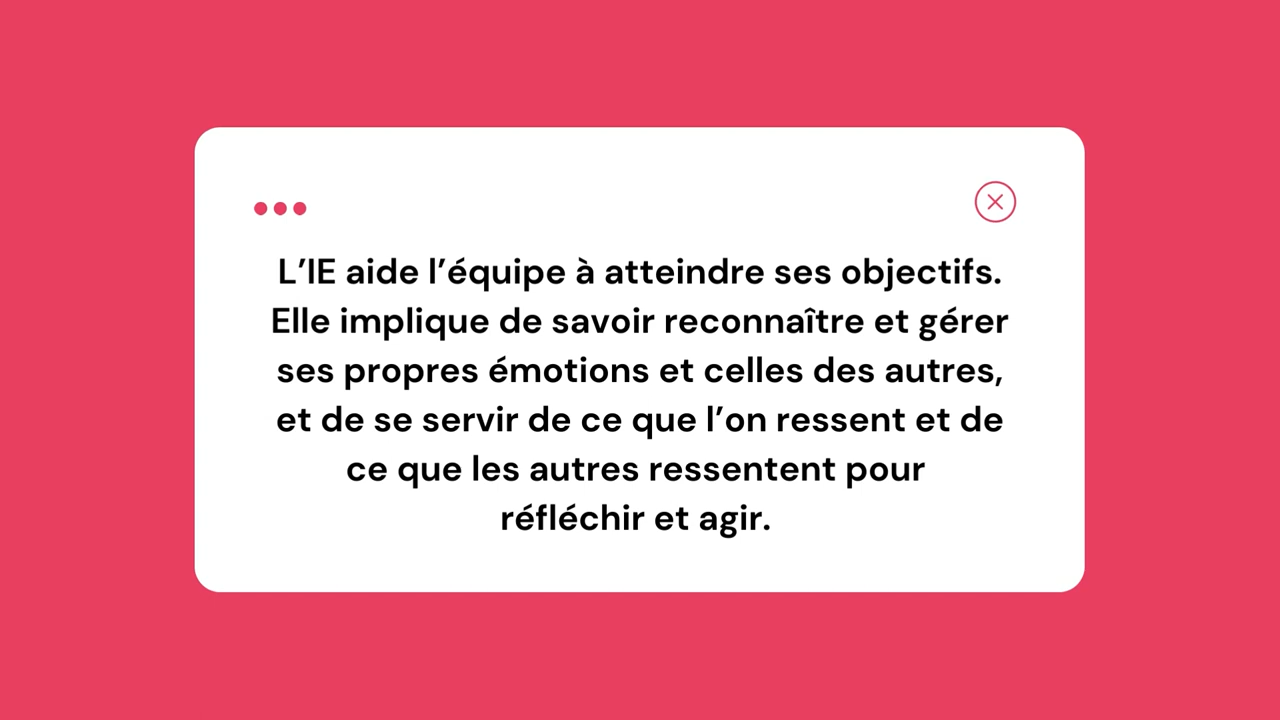 L’IE aide l’équipe à atteindre ses objectifs.
Elle implique de savoir reconnaître et gérer
ses propres émotions et celles des autres,
et de se servir de ce que l’on ressent et de
ce que les autres ressentent pour
réfléchir et agir.